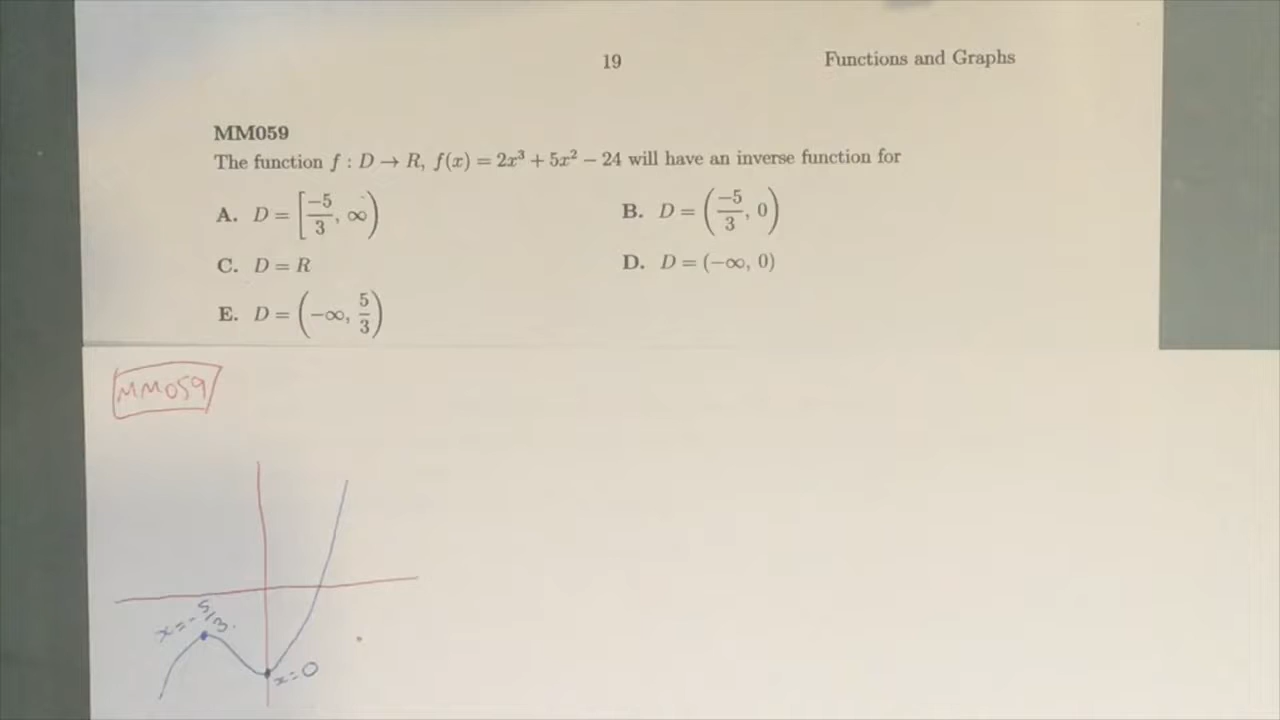 19 Functions and Graphs
MM059
The function f : D → R, f(x) = 2x³ + 5x² − 24 will have an inverse function for
A. D = [−5/3, ∞) B. D = (−5/3, 0)
C. D = R D. D = (−∞, 0)
E. D = (−∞, 5/3)
MM059
x = -5/3.
x=0